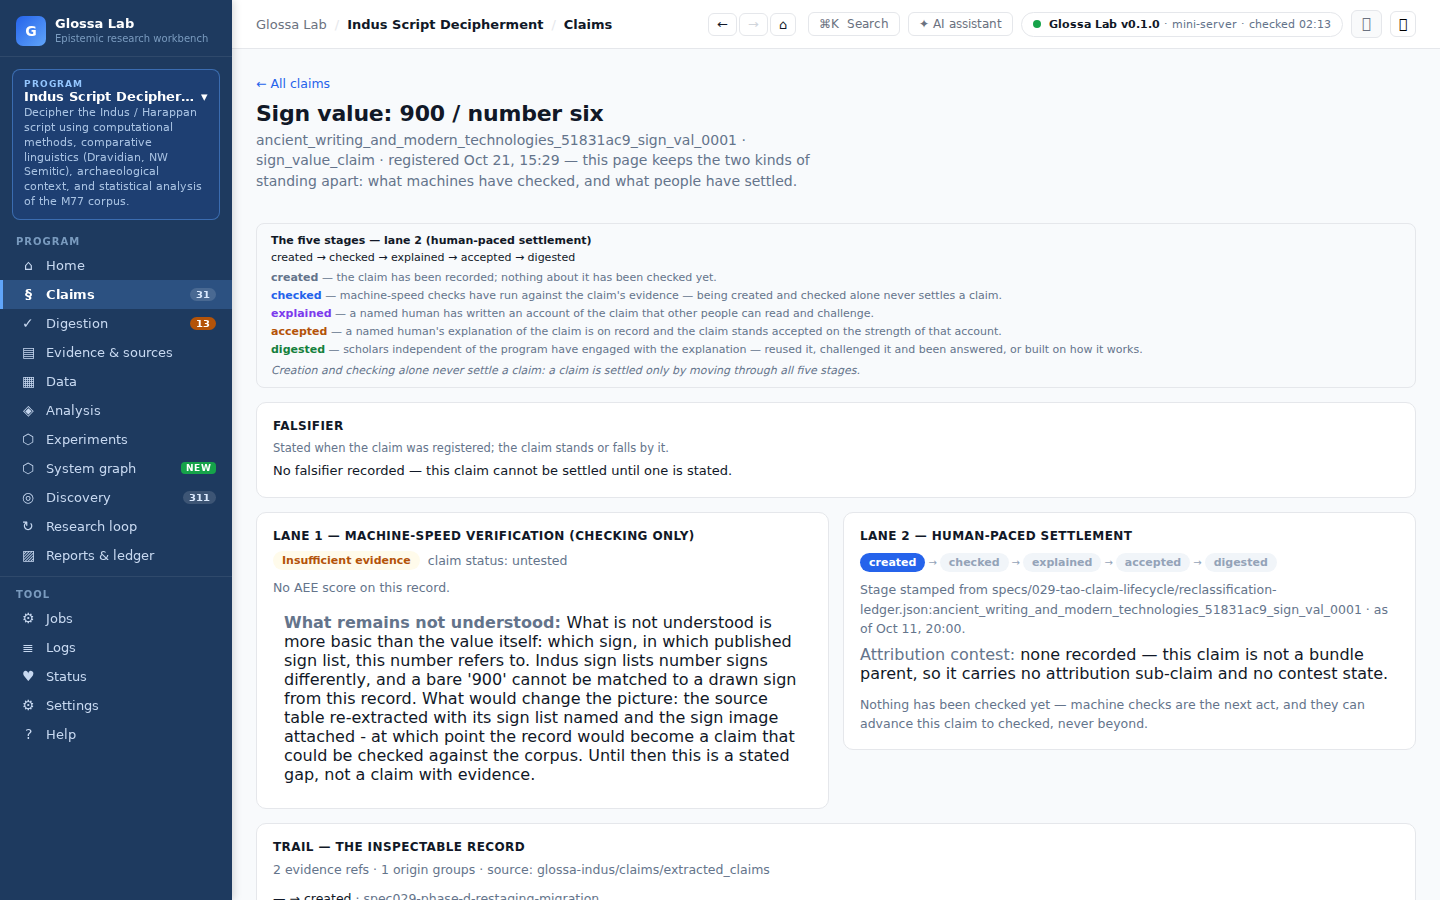 G
Glossa Lab
Epistemic research workbench
PROGRAM
Indus Script Decipher... ▾
Decipher the Indus / Harappan
script using computational
methods, comparative
linguistics (Dravidian, NW
Semitic), archaeological
context, and statistical analysis
of the M77 corpus.
PROGRAM
⌂ Home
§ Claims 31
✓ Digestion 13
▤ Evidence & sources
▦ Data
◈ Analysis
⬡ Experiments
⬡ System graph NEW
◎ Discovery 311
↻ Research loop
▨ Reports & ledger
TOOL
⚙ Jobs
≣ Logs
♥ Status
⚙ Settings
? Help
Glossa Lab / Indus Script Decipherment / Claims
← → ⌂ ⌘K Search ✦ AI assistant Glossa Lab v0.1.0 · mini-server · checked 02:13
← All claims
Sign value: 900 / number six
ancient_writing_and_modern_technologies_51831ac9_sign_val_0001 ·
sign_value_claim · registered Oct 21, 15:29 — this page keeps the two kinds of
standing apart: what machines have checked, and what people have settled.
The five stages — lane 2 (human-paced settlement)
created → checked → explained → accepted → digested
created — the claim has been recorded; nothing about it has been checked yet.
checked — machine-speed checks have run against the claim's evidence — being created and checked alone never settles a claim.
explained — a named human has written an account of the claim that other people can read and challenge.
accepted — a named human's explanation of the claim is on record and the claim stands accepted on the strength of that account.
digested — scholars independent of the program have engaged with the explanation — reused it, challenged it and been answered, or built on how it works.
Creation and checking alone never settle a claim: a claim is settled only by moving through all five stages.
FALSIFIER
Stated when the claim was registered; the claim stands or falls by it.
No falsifier recorded — this claim cannot be settled until one is stated.
LANE 1 — MACHINE-SPEED VERIFICATION (CHECKING ONLY)
Insufficient evidence claim status: untested
No AEE score on this record.
What remains not understood: What is not understood is
more basic than the value itself: which sign, in which published
sign list, this number refers to. Indus sign lists number signs
differently, and a bare '900' cannot be matched to a drawn sign
from this record. What would change the picture: the source
table re-extracted with its sign list named and the sign image
attached - at which point the record would become a claim that
could be checked against the corpus. Until then this is a stated
gap, not a claim with evidence.
LANE 2 — HUMAN-PACED SETTLEMENT
created → checked → explained → accepted → digested
Stage stamped from specs/029-tao-claim-lifecycle/reclassification-
ledger.json:ancient_writing_and_modern_technologies_51831ac9_sign_val_0001 · as
of Oct 11, 20:00.
Attribution contest: none recorded — this claim is not a bundle
parent, so it carries no attribution sub-claim and no contest state.
Nothing has been checked yet — machine checks are the next act, and they can
advance this claim to checked, never beyond.
TRAIL — THE INSPECTABLE RECORD
2 evidence refs · 1 origin groups · source: glossa-indus/claims/extracted_claims
— → created · spec029-phase-d-restaging-migration